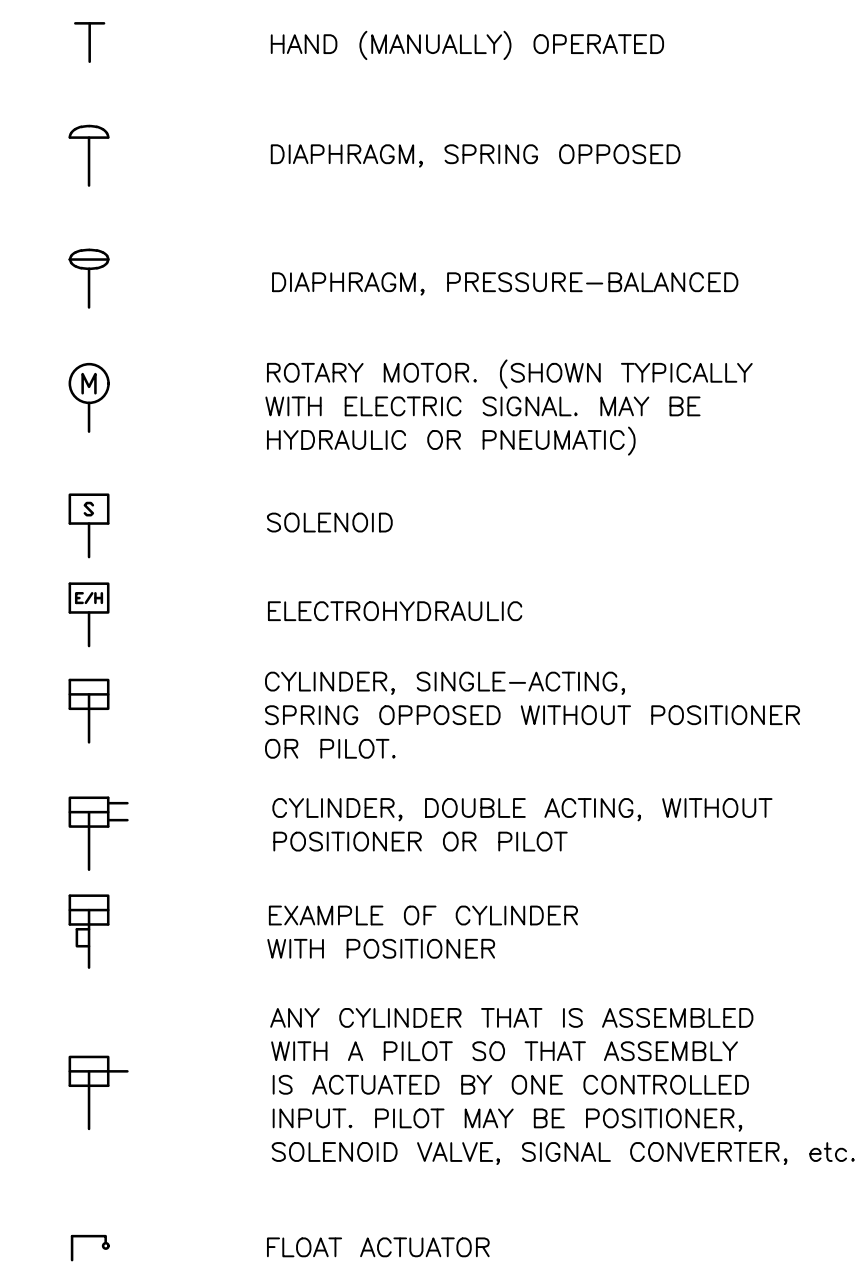 HAND (MANUALLY) OPERATED
DIAPHRAGM, SPRING OPPOSED
DIAPHRAGM, PRESSURE–BALANCED
M
ROTARY MOTOR. (SHOWN TYPICALLY
WITH ELECTRIC SIGNAL. MAY BE
HYDRAULIC OR PNEUMATIC)
S
SOLENOID
E/H
ELECTROHYDRAULIC
CYLINDER, SINGLE–ACTING,
SPRING OPPOSED WITHOUT POSITIONER
OR PILOT.
CYLINDER, DOUBLE ACTING, WITHOUT
POSITIONER OR PILOT
EXAMPLE OF CYLINDER
WITH POSITIONER
ANY CYLINDER THAT IS ASSEMBLED
WITH A PILOT SO THAT ASSEMBLY
IS ACTUATED BY ONE CONTROLLED
INPUT. PILOT MAY BE POSITIONER,
SOLENOID VALVE, SIGNAL CONVERTER, etc.
FLOAT ACTUATOR